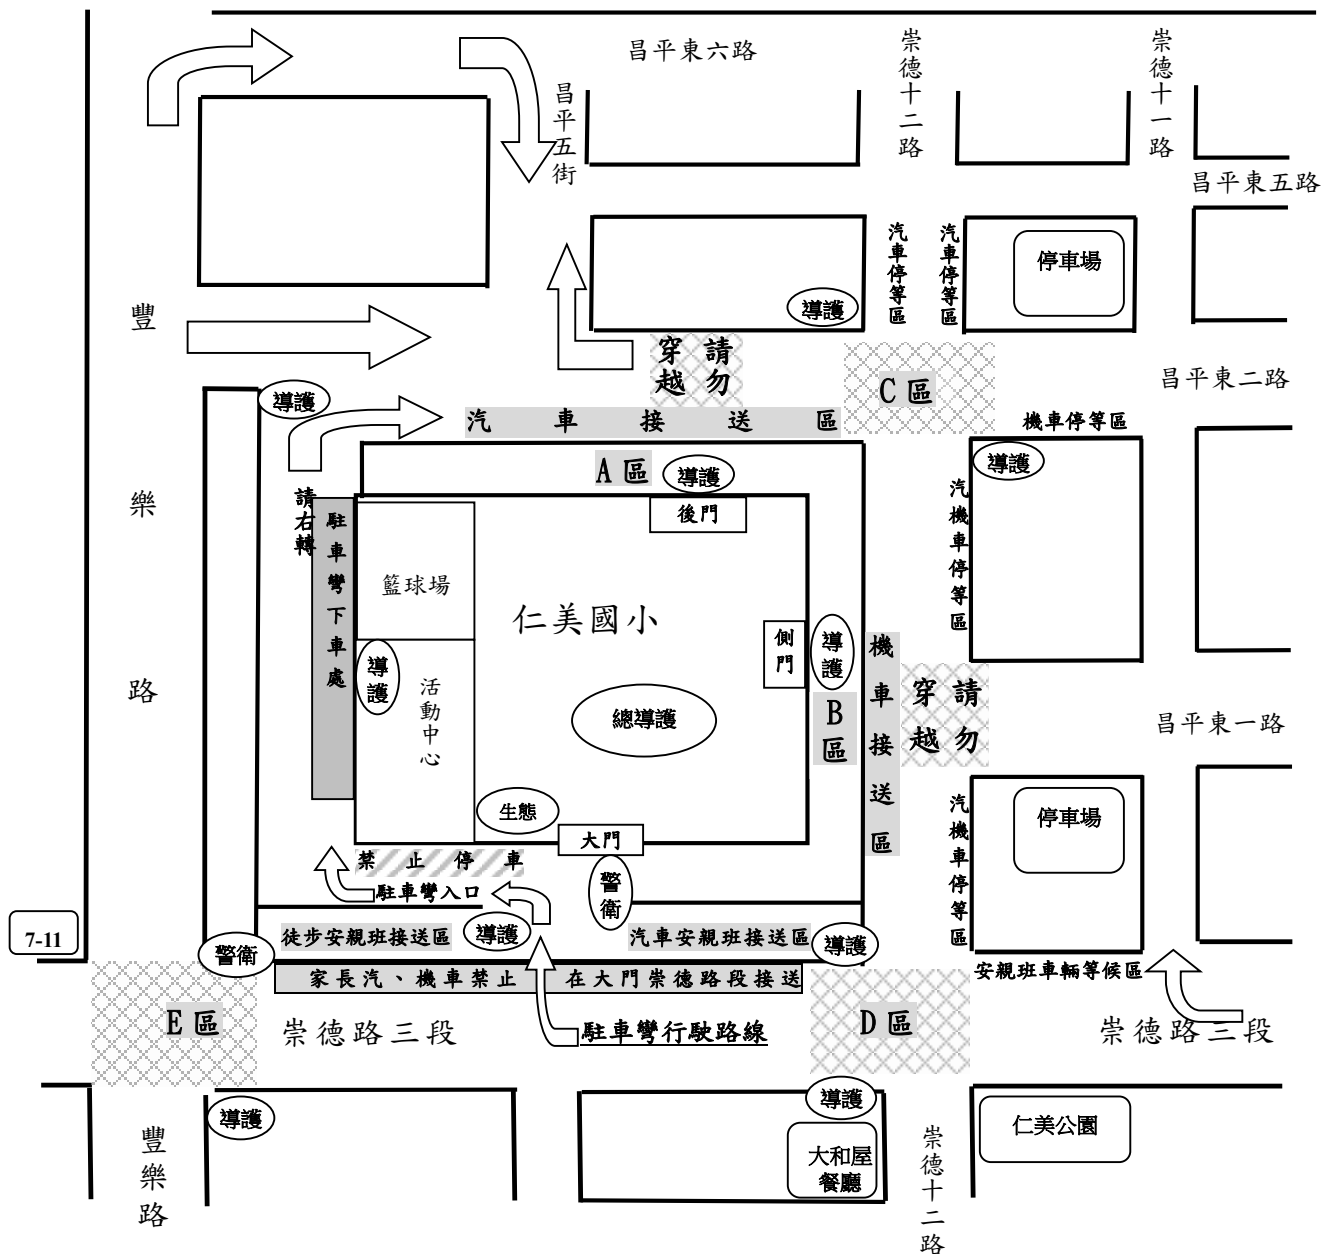 昌平東六路
崇德十二路
崇德十一路
昌平五街
昌平東五路
汽車停等區
汽車停等區
停車場
導護
豐樂路
請勿穿越
C區
昌平東二路
導護
汽車接送區
機車停等區
A區
導護
導護
後門
請右轉
駐車彎下車處
汽機車停等區
籃球場
仁美國小
側門
導護
機車接送區
請勿穿越
導護
活動中心
總導護
B區
昌平東一路
生態
大門
汽機車停等區
停車場
禁止停車
駐車彎入口
警衛
7-11
警衛
徒步安親班接送區
導護
汽車安親班接送區
導護
安親班車輛等候區
家長汽、機車禁止 在大門崇德路段接送
E區
崇德路三段
駐車彎行駛路線
D區
崇德路三段
導護
導護
仁美公園
豐樂路
大和屋
餐廳
崇德十二路